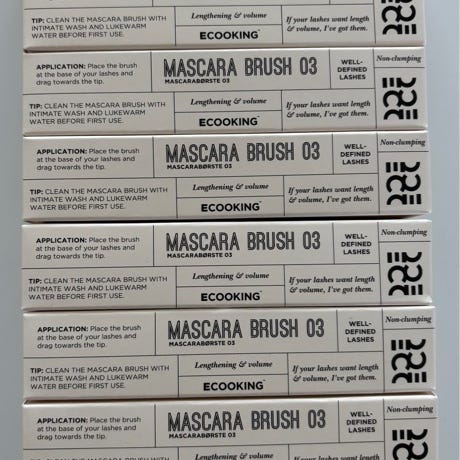 TIP: CLEAN THE MASCARA BRUSH WITH
INTIMATE WASH AND LUKEWARM
WATER BEFORE FIRST USE.
Lengthening & volume
ECOOKING
If your lashes want length
& volume, I've got them.
APPLICATION: Place the brush
at the base of your lashes and
drag towards the tip.
MASCARA BRUSH 03
MASCARABØRSTE 03
WELL-
DEFINED
LASHES
Non-clumping
TIP: CLEAN THE MASCARA BRUSH WITH
INTIMATE WASH AND LUKEWARM
WATER BEFORE FIRST USE.
Lengthening & volume
ECOOKING
If your lashes want length
& volume, I've got them.
APPLICATION: Place the brush
at the base of your lashes and
drag towards the tip.
MASCARA BRUSH 03
MASCARABØRSTE 03
WELL-
DEFINED
LASHES
Non-clumping
TIP: CLEAN THE MASCARA BRUSH WITH
INTIMATE WASH AND LUKEWARM
WATER BEFORE FIRST USE.
Lengthening & volume
ECOOKING
If your lashes want length
& volume, I've got them.
APPLICATION: Place the brush
at the base of your lashes and
drag towards the tip.
MASCARA BRUSH 03
MASCARABØRSTE 03
WELL-
DEFINED
LASHES
Non-clumping
TIP: CLEAN THE MASCARA BRUSH WITH
INTIMATE WASH AND LUKEWARM
WATER BEFORE FIRST USE.
Lengthening & volume
ECOOKING
If your lashes want length
& volume, I've got them.
APPLICATION: Place the brush
at the base of your lashes and
drag towards the tip.
MASCARA BRUSH 03
MASCARABØRSTE 03
WELL-
DEFINED
LASHES
Non-clumping
TIP: CLEAN THE MASCARA BRUSH WITH
INTIMATE WASH AND LUKEWARM
WATER BEFORE FIRST USE.
Lengthening & volume
ECOOKING
If your lashes want length
& volume, I've got them.
APPLICATION: Place the brush
at the base of your lashes and
drag towards the tip.
MASCARA BRUSH 03
MASCARABØRSTE 03
WELL-
DEFINED
LASHES
Non-clumping
TIP: CLEAN THE MASCARA BRUSH WITH
Lengthening & volume
If your lashes want length